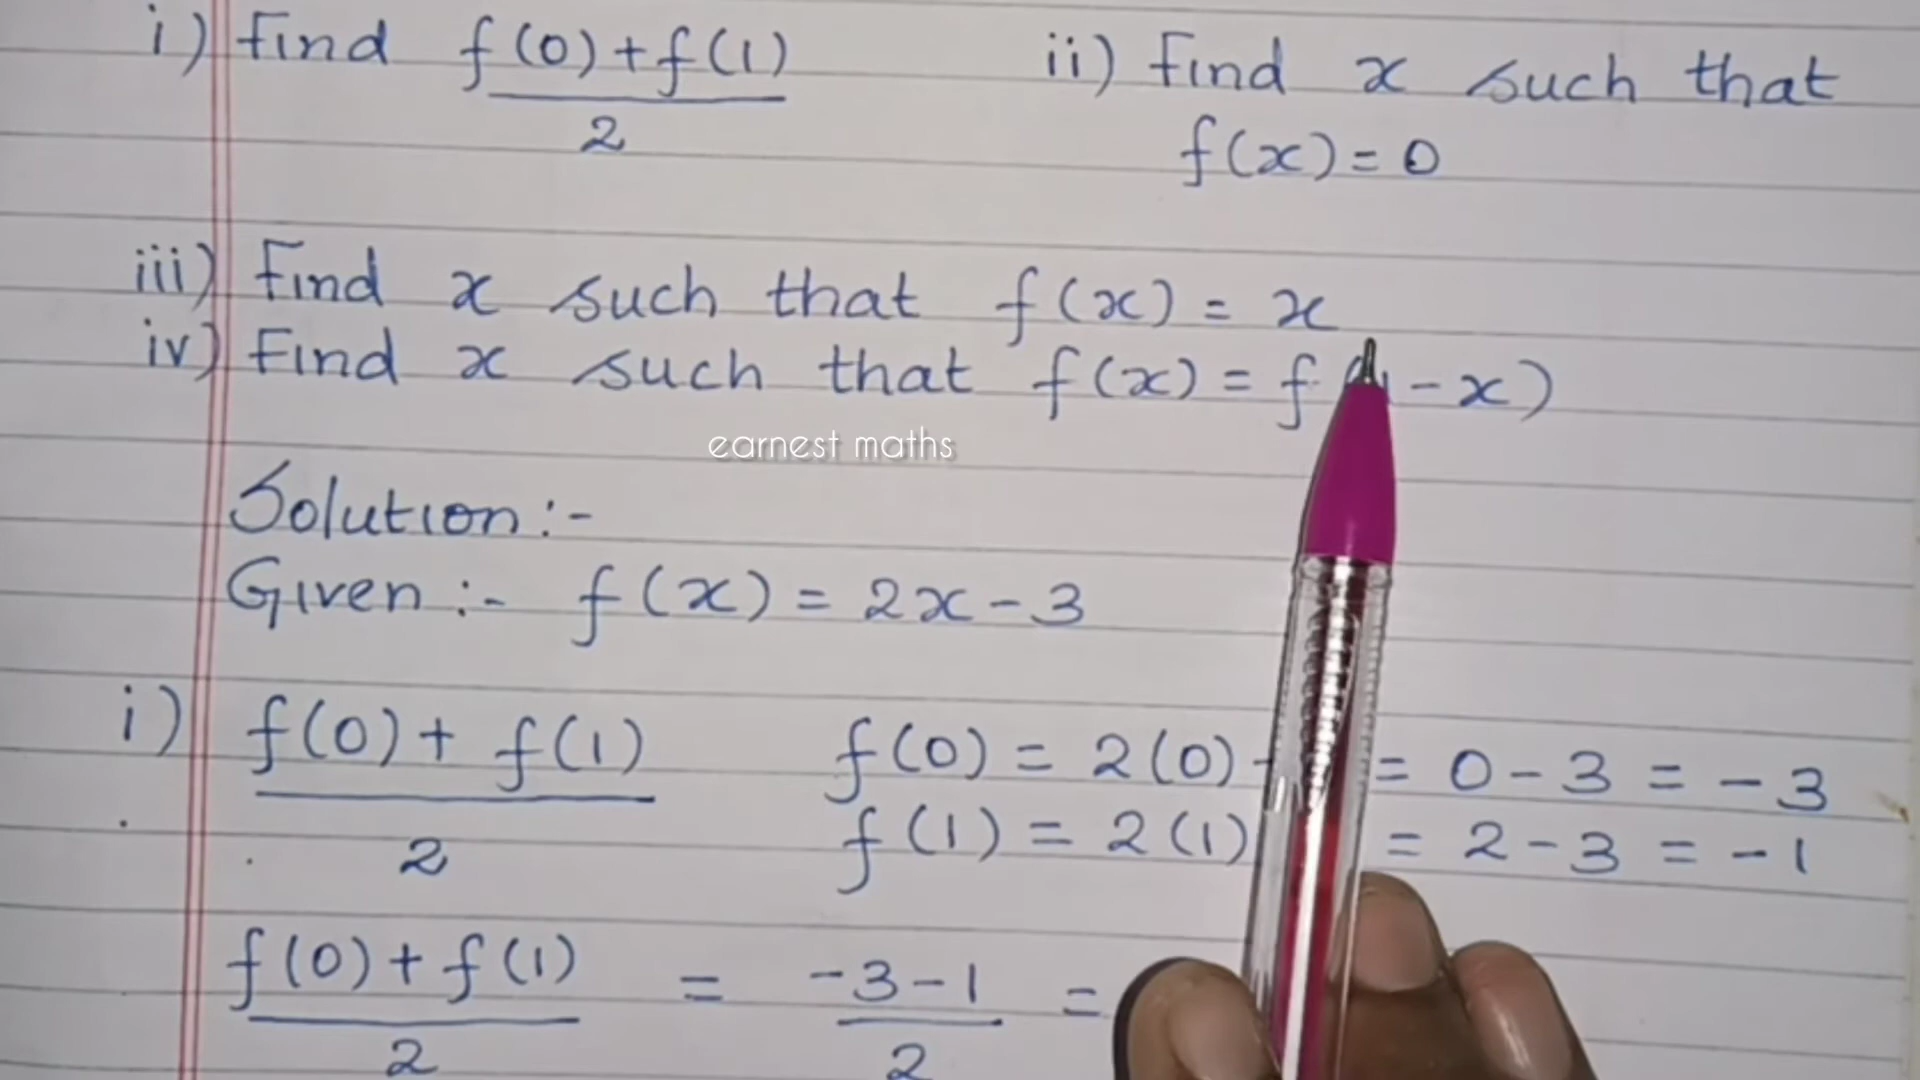 i) Find f(0)+f(1)
2
ii) Find x such that
f(x)=0
iii) Find x such that f(x) = x
iv) Find x such that f(x) = f - x)
earnest maths
Solution:-
Given :- f(x) = 2x-3
i) f(0) + f(1)
2
f(0) = 2(0) = 0-3 = -3
f(1) = 2(1) = 2-3 = -1
f(0)+f(1) = -3-1 =
2 2